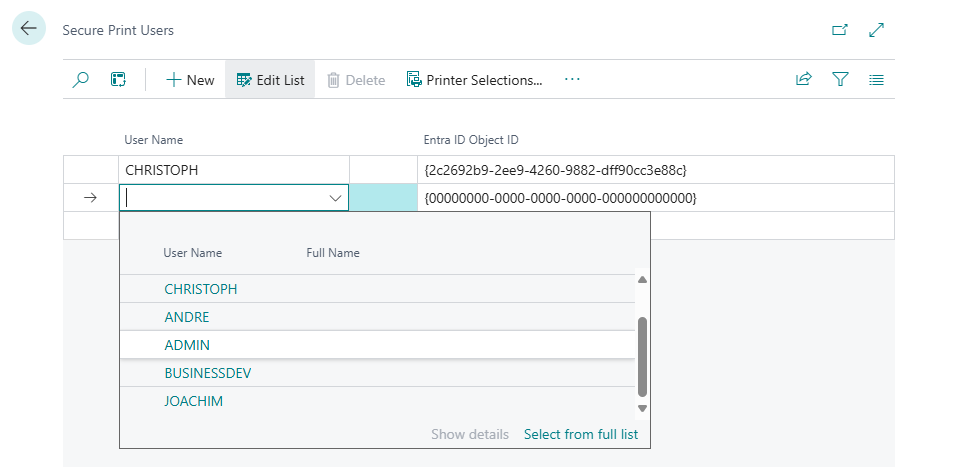 Secure Print Users
New Edit List Delete Printer Selections... ...
User Name Entra ID Object ID
CHRISTOPH {2c2692b9-2ee9-4260-9882-dff90cc3e88c}
{00000000-0000-0000-0000-000000000000}
User Name Full Name
CHRISTOPH
ANDRE
ADMIN
BUSINESSDEV
JOACHIM
Show details Select from full list